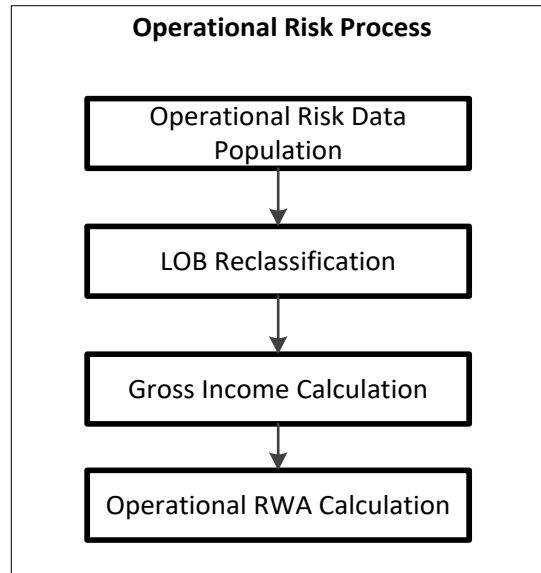 Operational Risk Process
Operational Risk Data
Population
LOB Reclassification
Gross Income Calculation
Operational RWA Calculation